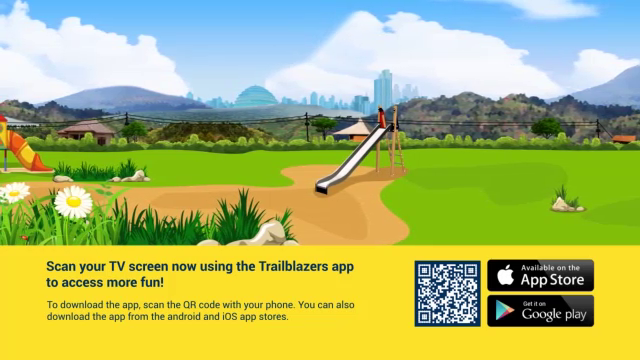 Scan your TV screen now using the Trailblazers app
to access more fun!
To download the app, scan the QR code with your phone. You can also
download the app from the android and iOS app stores.
Available on the
App Store
Get it on
Google play